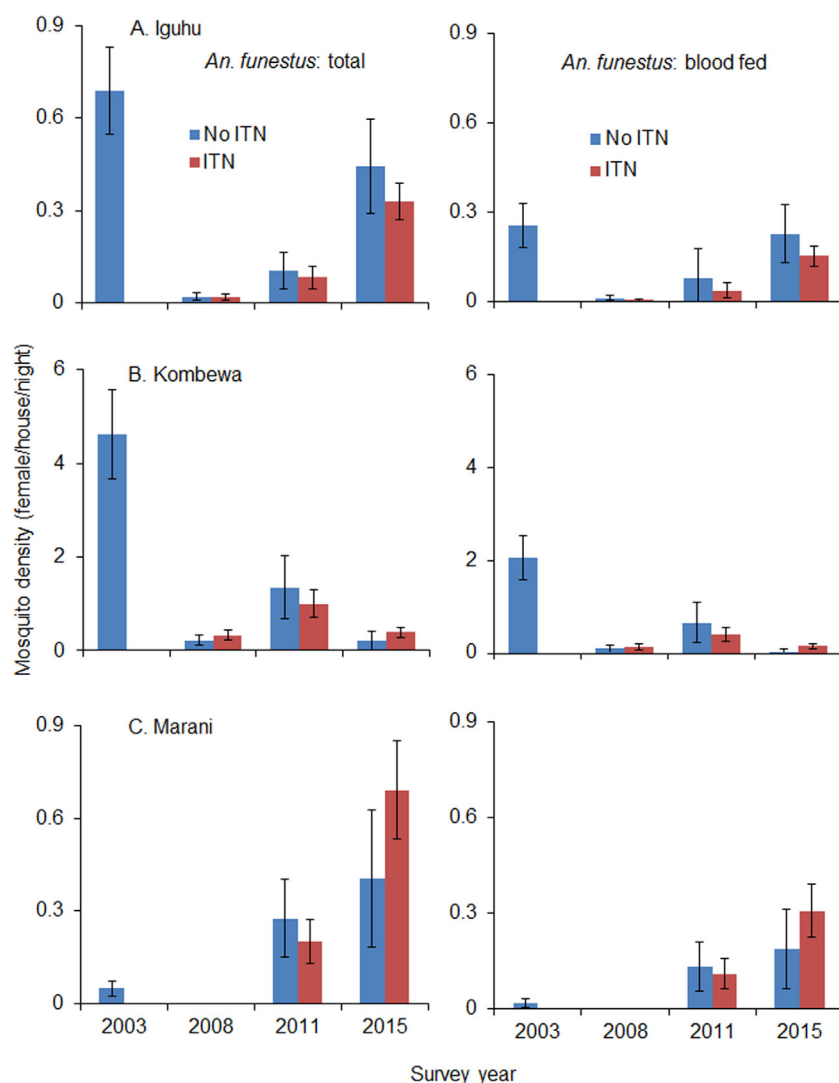 A. Iguhu
An. funestus: total
An. funestus: blood fed
No ITN
ITN
No ITN
ITN
0.9
0.6
0.3
0
0.9
0.6
0.3
0
B. Kombewa
6
4
2
0
6
4
2
0
Mosquito density (female/house/night)
C. Marani
0.9
0.6
0.3
0
0.9
0.6
0.3
0
2003 2008 2011 2015
2003 2008 2011 2015
Survey year